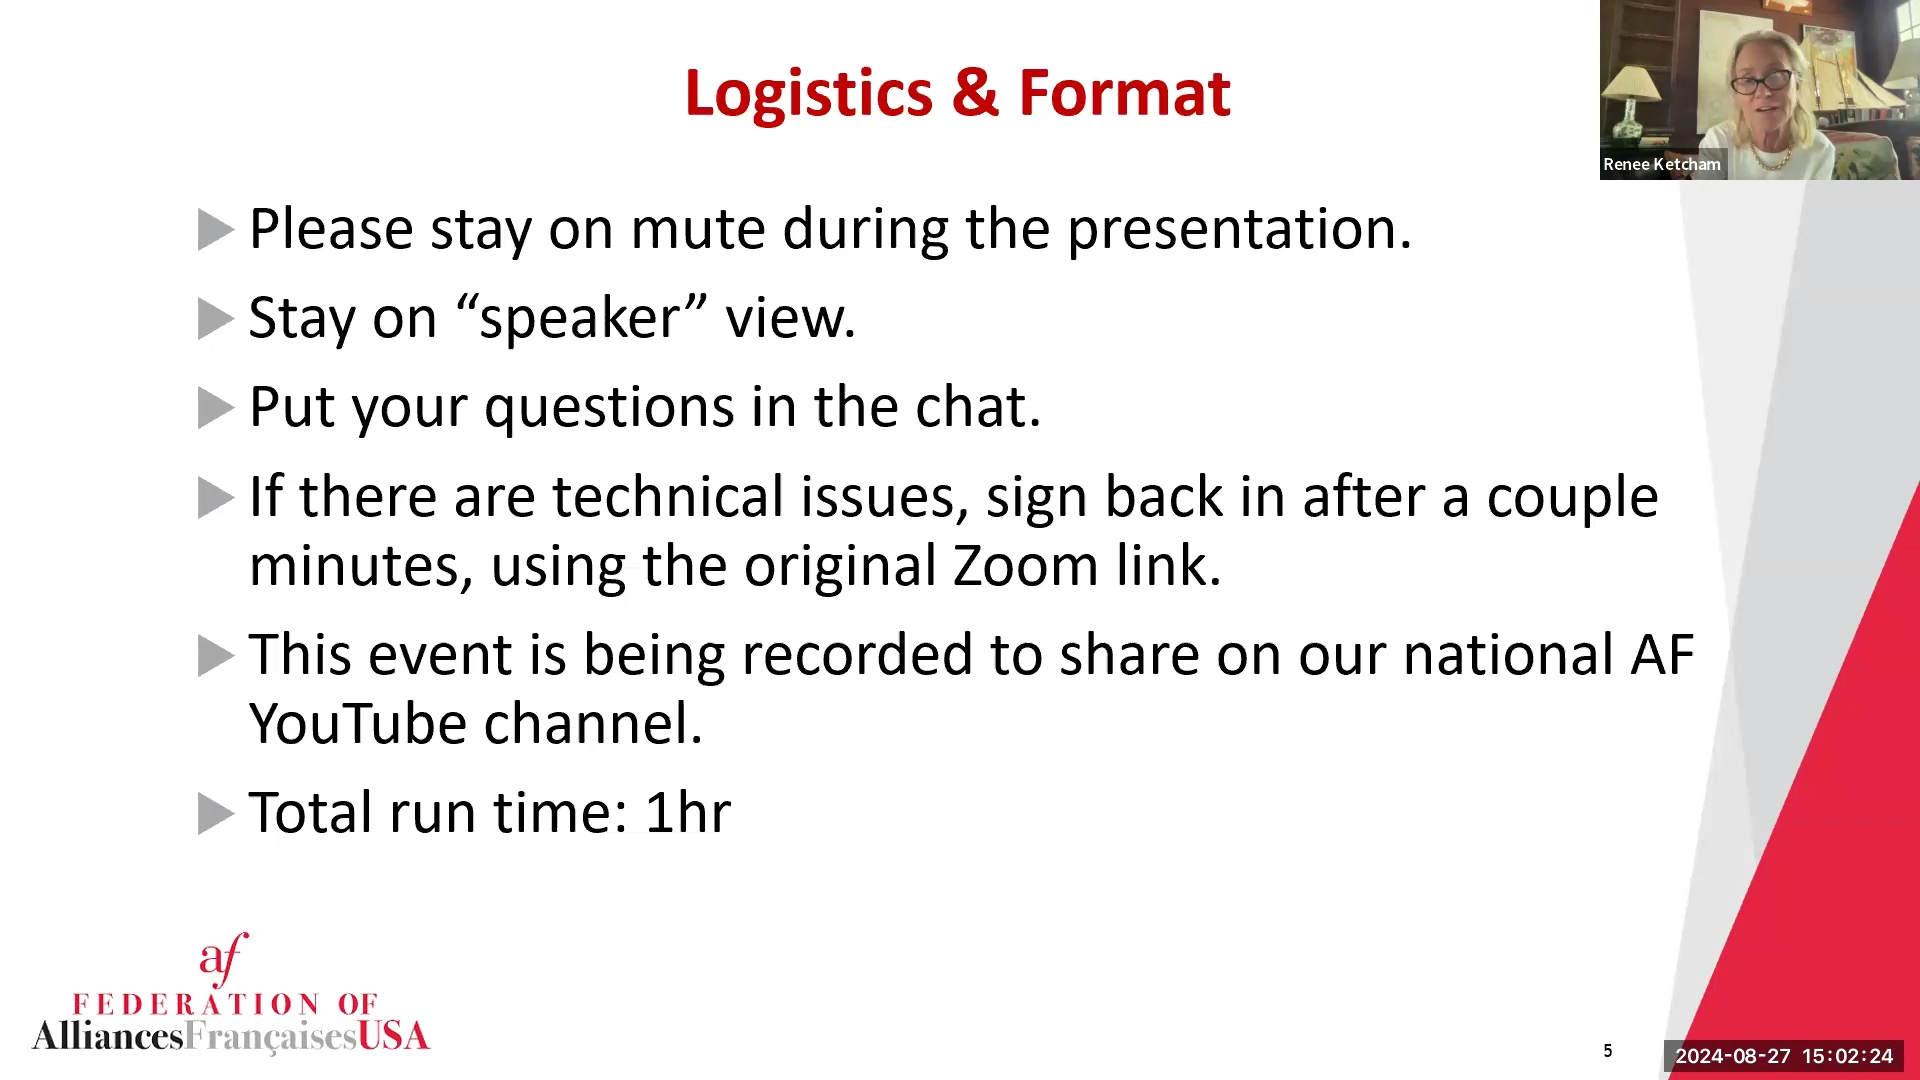 Logistics & Format
Renee Ketcham
Please stay on mute during the presentation.
Stay on “speaker” view.
Put your questions in the chat.
If there are technical issues, sign back in after a couple
minutes, using the original Zoom link.
This event is being recorded to share on our national AF
YouTube channel.
Total run time: 1hr
af
FEDERATION OF
AlliancesFrançaisesUSA
5
2024-08-27 15:02:24